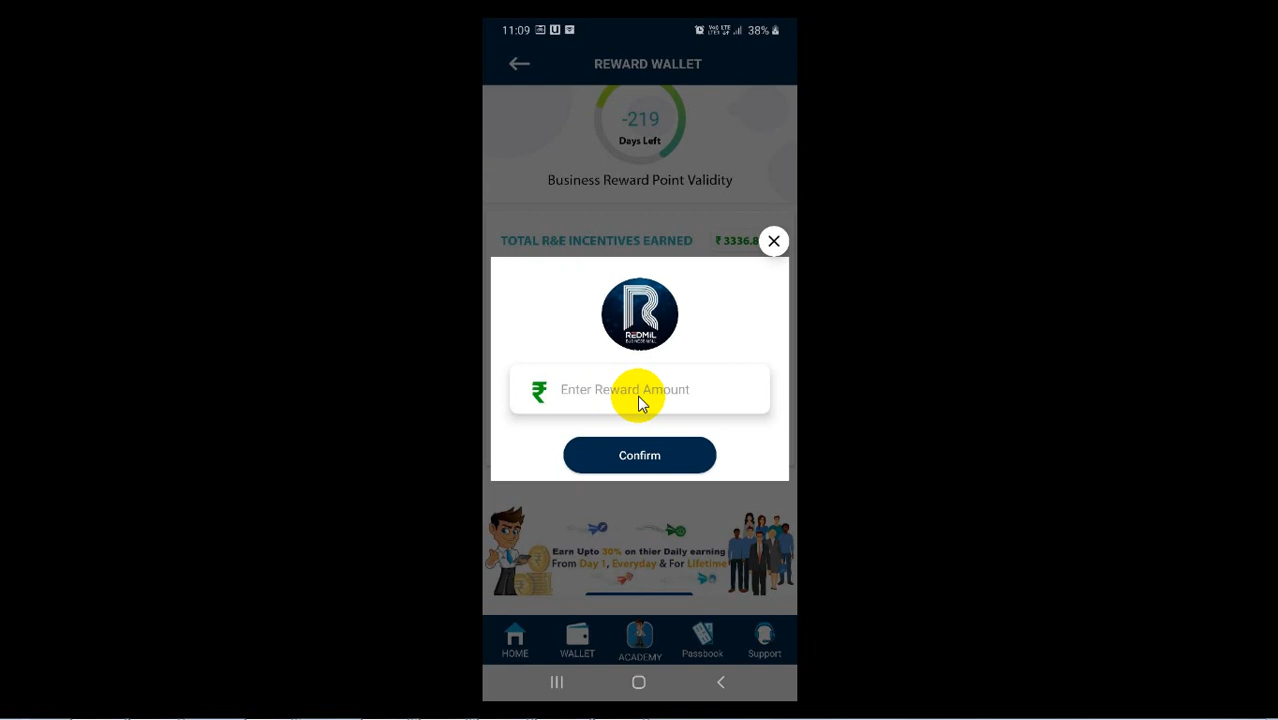 11:09
38%
REWARD WALLET
-219
Days Left
Business Reward Point Validity
TOTAL R&E INCENTIVES EARNED ₹ 3336.8
R
REDMIL
BUSINESS MALL
₹ Enter Reward Amount
Confirm
Earn Upto 30% on thier Daily earning
From Day 1, Everyday & For Lifetime
HOME WALLET ACADEMY Passbook Support